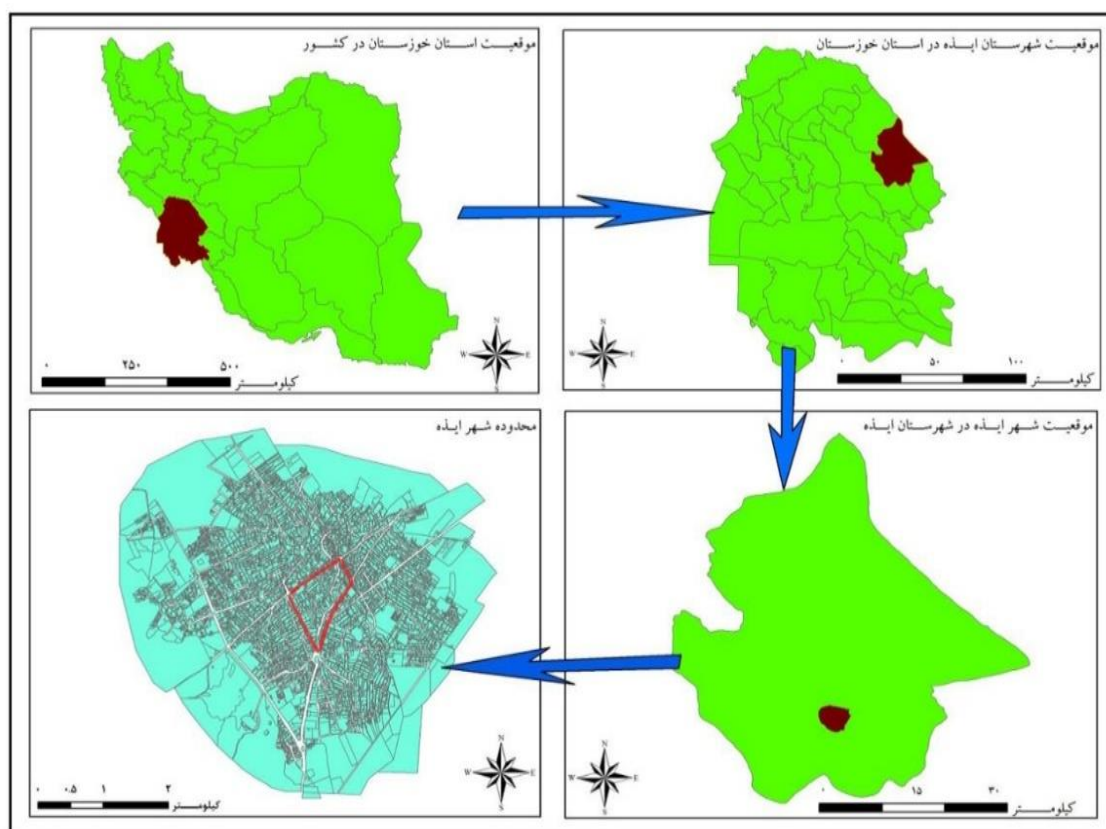 موقعیت استان خوزستان در کشور
N
W E
S
۰ ۲۵۰ ۵۰۰
کیلومتر
موقعیت شهرستان ایذه در استان خوزستان
N
W E
S
۰ ۵۰ ۱۰۰
کیلومتر
محدوده شهر ایذه
N
W E
S
۰ ۰.۵ ۱ ۲
کیلومتر
موقعیت شهر ایذه در شهرستان ایذه
N
W E
S
۰ ۱۵ ۳۰
کیلومتر